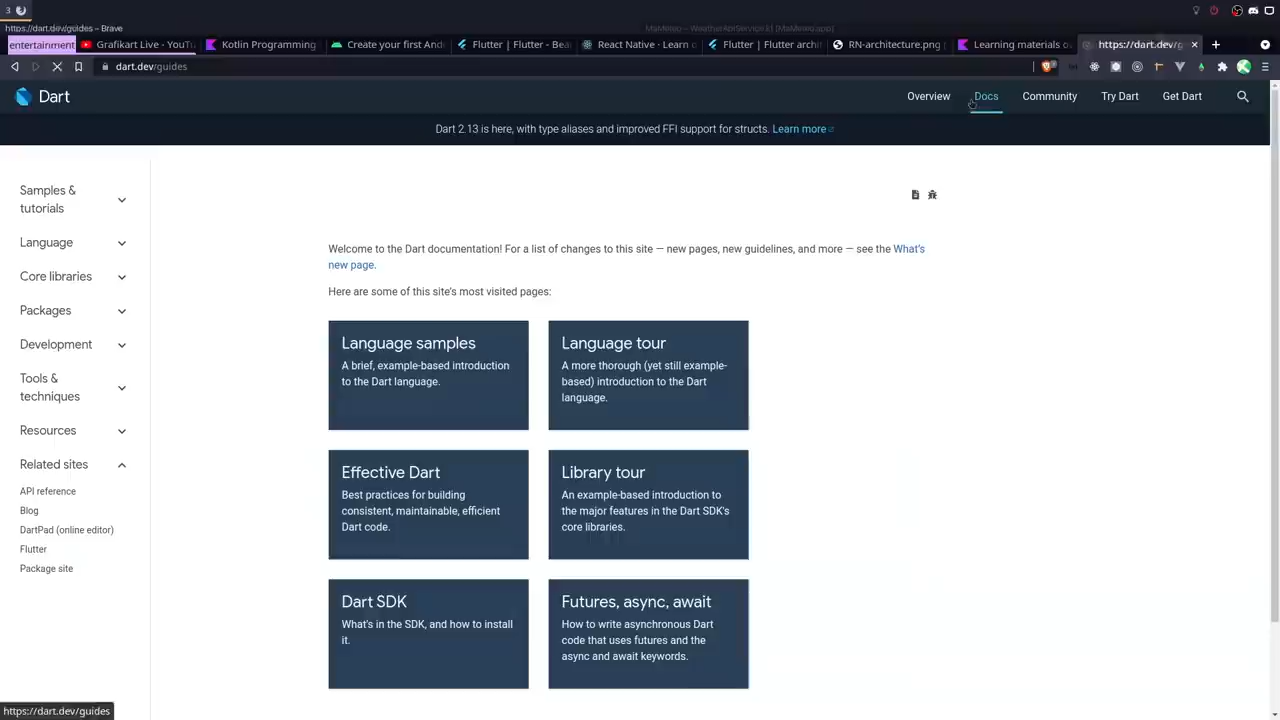 3
https://dart.dev/guides – Brave
MaMeteo – WeatherApiService.kt [MaMeteo.app]
entertainment
Grafikart Live - YouTu
Kotlin Programming
Create your first And
Flutter | Flutter - Bea
React Native · Learn o
Flutter | Flutter archi
RN-architecture.png
Learning materials ov
https://dart.dev/g
dart.dev/guides
Dart
Overview
Docs
Community
Try Dart
Get Dart
Dart 2.13 is here, with type aliases and improved FFI support for structs. Learn more
Samples &
tutorials
Language
Core libraries
Packages
Development
Tools &
techniques
Resources
Related sites
API reference
Blog
DartPad (online editor)
Flutter
Package site
Welcome to the Dart documentation! For a list of changes to this site — new pages, new guidelines, and more — see the What's
new page.
Here are some of this site's most visited pages:
Language samples
A brief, example-based introduction
to the Dart language.
Language tour
A more thorough (yet still example-
based) introduction to the Dart
language.
Effective Dart
Best practices for building
consistent, maintainable, efficient
Dart code.
Library tour
An example-based introduction to
the major features in the Dart SDK's
core libraries.
Dart SDK
What's in the SDK, and how to install
it.
Futures, async, await
How to write asynchronous Dart
code that uses futures and the
async and await keywords.
https://dart.dev/guides